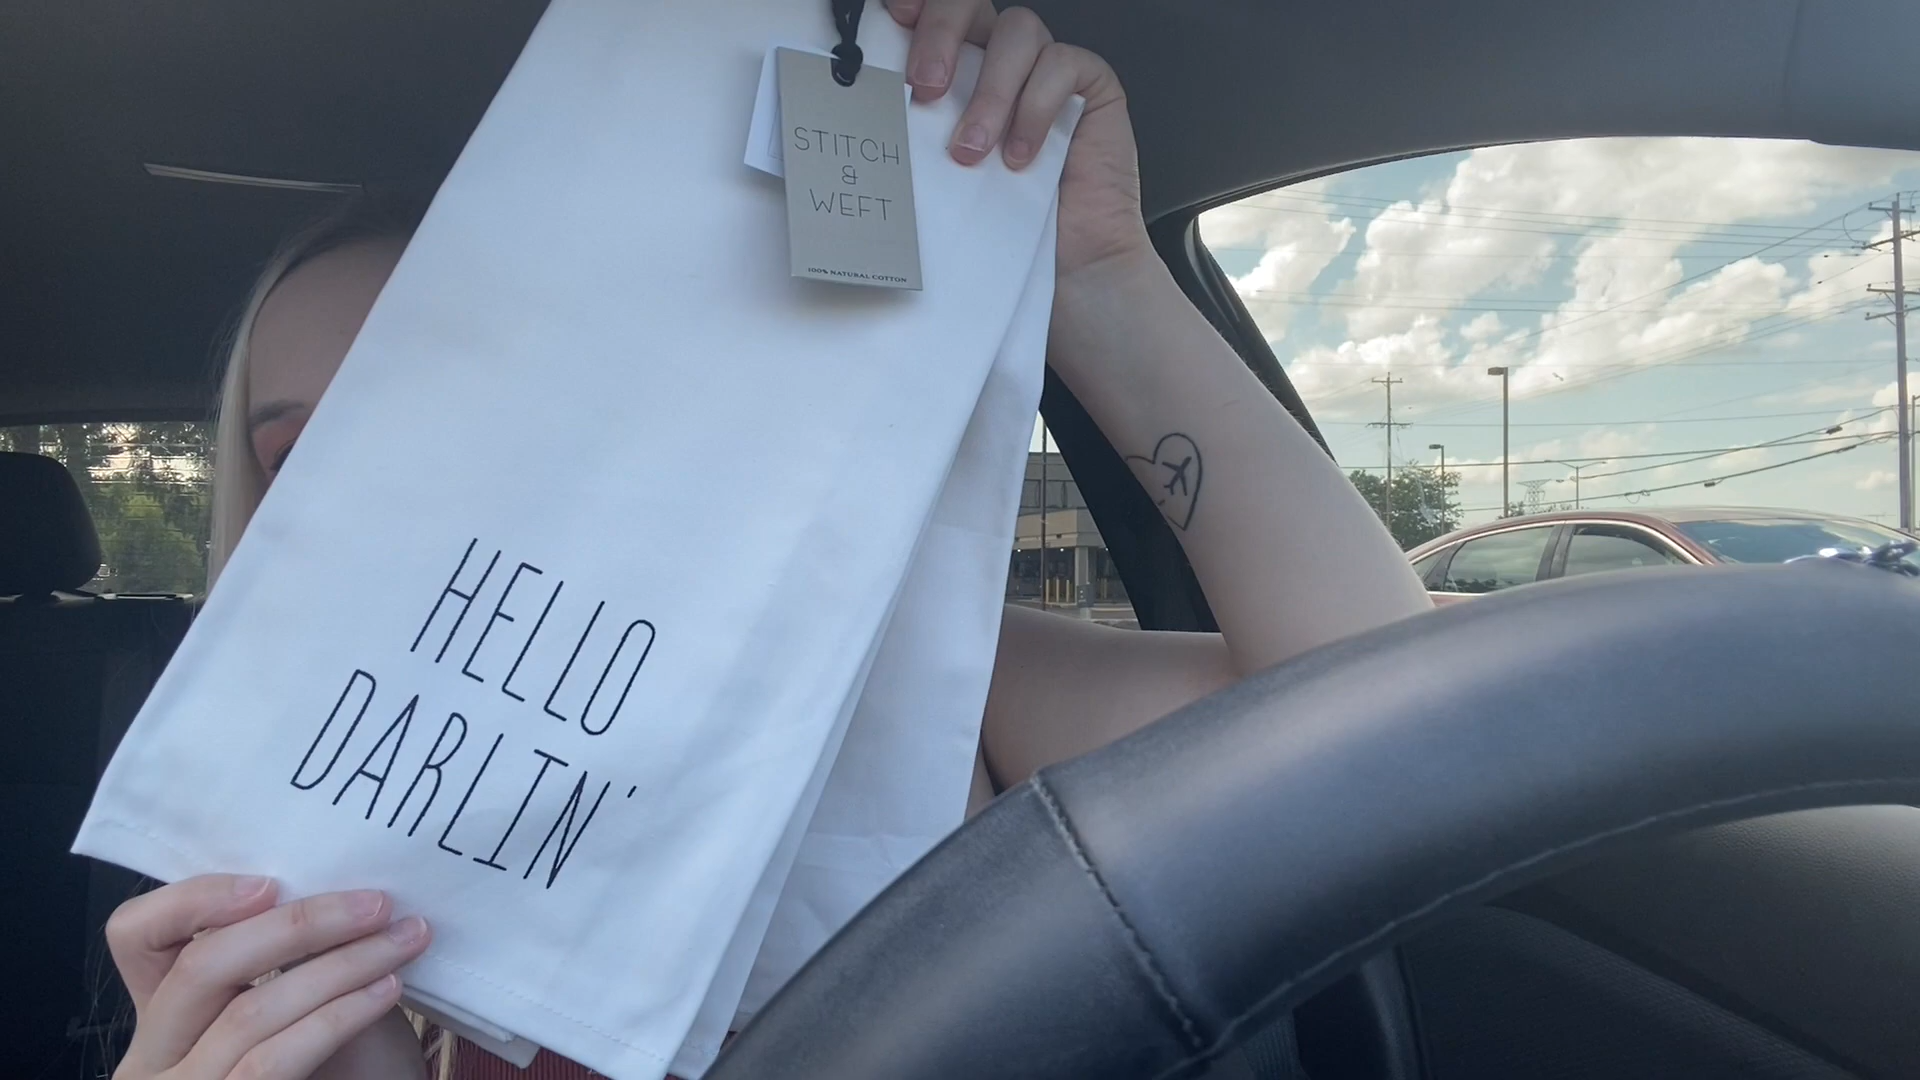 STITCH
&
WEFT
100% NATURAL COTTON
HELLO
DARLIN'